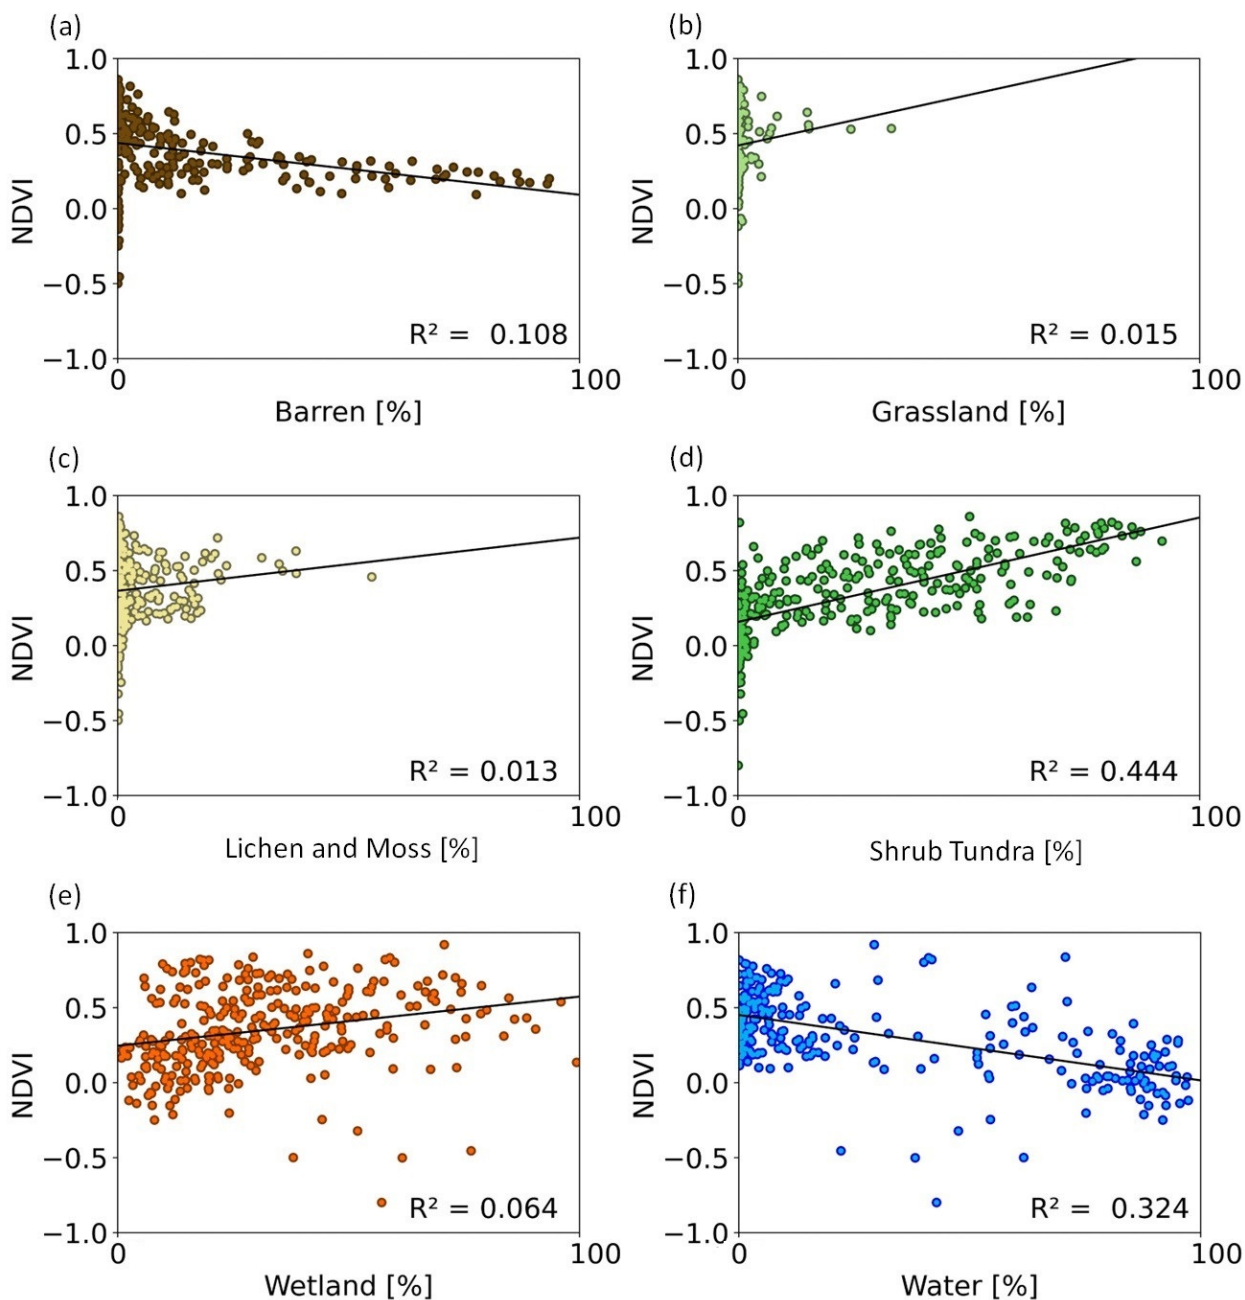 (a)
1.0
0.5
0.0
−0.5
−1.0
NDVI
R² = 0.108
0 100
Barren [%]
(b)
1.0
0.5
0.0
−0.5
−1.0
NDVI
R² = 0.015
0 100
Grassland [%]
(c)
1.0
0.5
0.0
−0.5
−1.0
NDVI
R² = 0.013
0 100
Lichen and Moss [%]
(d)
1.0
0.5
0.0
−0.5
−1.0
NDVI
R² = 0.444
0 100
Shrub Tundra [%]
(e)
1.0
0.5
0.0
−0.5
−1.0
NDVI
R² = 0.064
0 100
Wetland [%]
(f)
1.0
0.5
0.0
−0.5
−1.0
NDVI
R² = 0.324
0 100
Water [%]